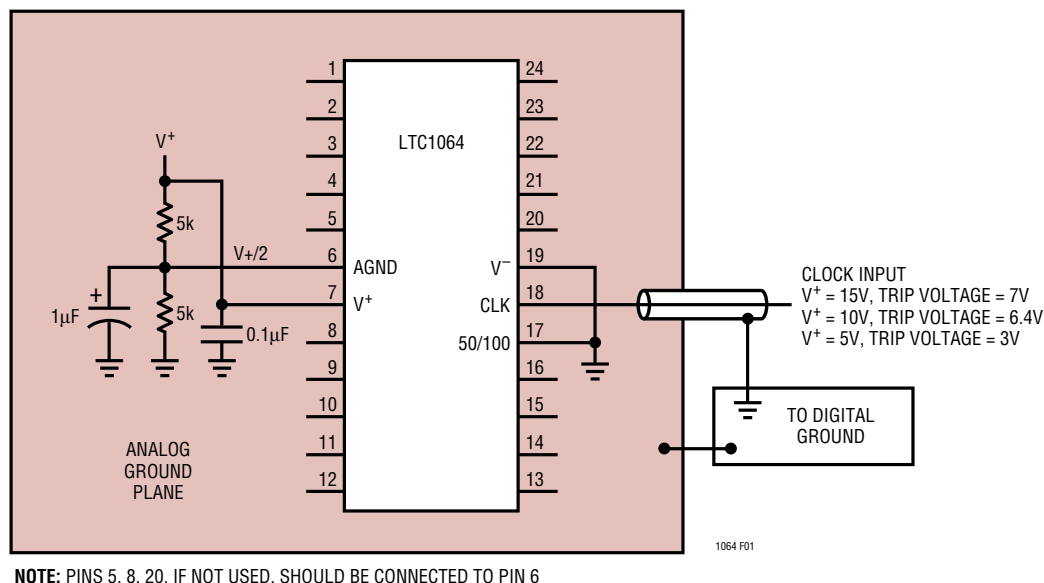 LTC1064
1
2
3
4
5
6
7
8
9
10
11
12
24
23
22
21
20
19
18
17
16
15
14
13
AGND
V+
V–
CLK
50/100
V+
5k
V+/2
5k
+
1µF
0.1µF
ANALOG
GROUND
PLANE
CLOCK INPUT
V+ = 15V, TRIP VOLTAGE = 7V
V+ = 10V, TRIP VOLTAGE = 6.4V
V+ = 5V, TRIP VOLTAGE = 3V
TO DIGITAL
GROUND
1064 F01
NOTE: PINS 5, 8, 20, IF NOT USED, SHOULD BE CONNECTED TO PIN 6